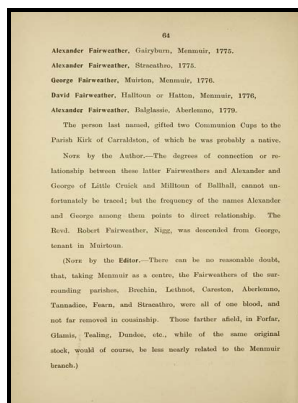 64
Alexander Fairweather, Gairyburn, Menmuir, 1775.
Alexander Fairweather, Stracathro, 1775.
George Fairweather, Muirton, Menmuir, 1776.
David Fairweather, Halltoun or Hatton, Menmuir, 1776,
Alexander Fairweather, Balglassie, Aberlemno, 1779.
The person last named, gifted two Communion Cups to the
Parish Kirk of Carraldston, of which he was probably a native.
Note by the Author.—The degrees of connection or re-
lationship between these latter Fairweathers and Alexander and
George of Little Cruick and Milltoun of Ballhall, cannot un-
fortunately be traced; but the frequency of the names Alexander
and George among them points to direct relationship. The
Revd. Robert Fairweather, Nigg, was descended from George,
tenant in Muirtoun.
(Note by the Editor.—There can be no reasonable doubt,
that, taking Menmuir as a centre, the Fairweathers of the sur-
rounding parishes, Brechin, Lethnot, Careston, Aberlemno,
Tannadice, Fearn, and Stracathro, were all of one blood, and
not far removed in cousinship. Those farther afield, in Forfar,
Glamis, Tealing, Dundee, etc., while of the same original
stock, would of course, be less nearly related to the Menmuir
branch.)